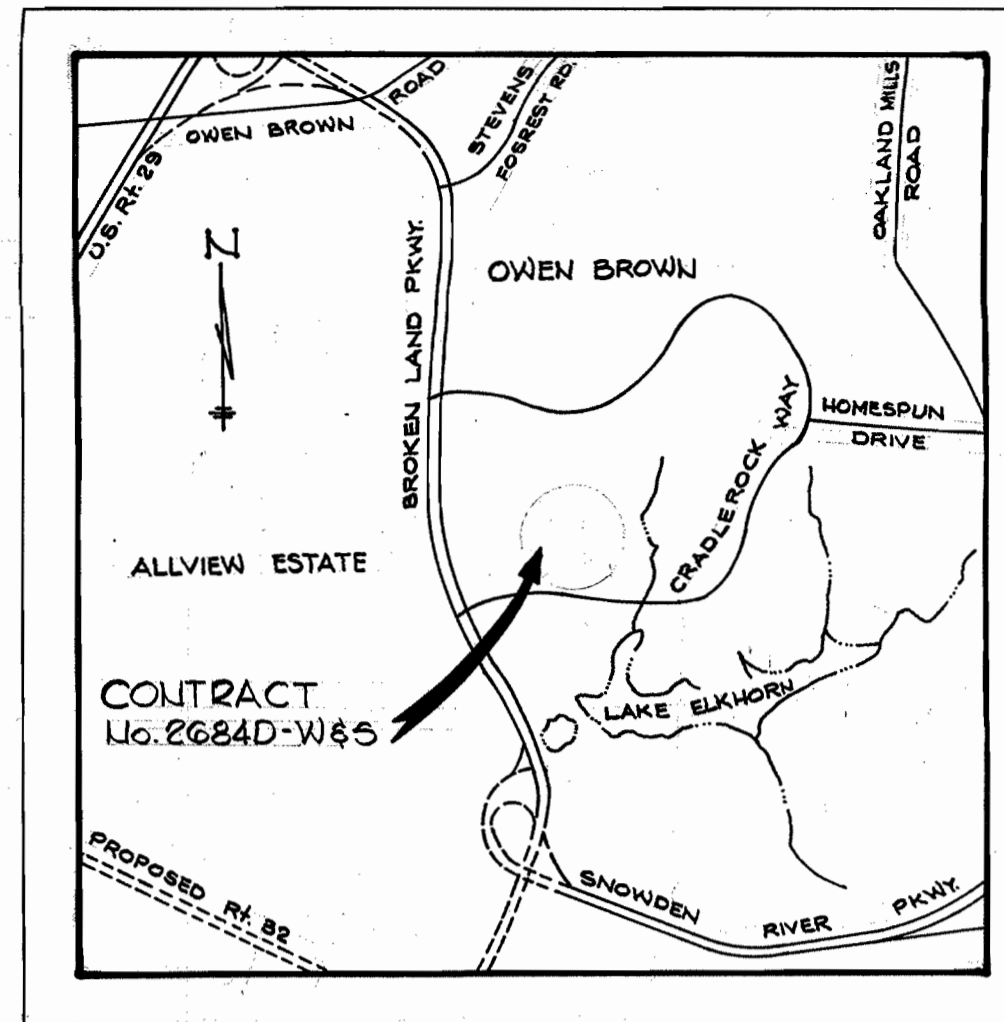 OWEN BROWN ROAD
STEVENS
FOSREST RD.
OAKLAND MILLS
ROAD
U.S. Rt. 29
N
BROKEN LAND PKWY.
OWEN BROWN
CRADLEROCK WAY
HOMESPUN
DRIVE
ALLVIEW ESTATE
CONTRACT
No. 2684D-W&S
LAKE ELKHORN
PROPOSED Rt. 32
SNOWDEN RIVER PKWY.